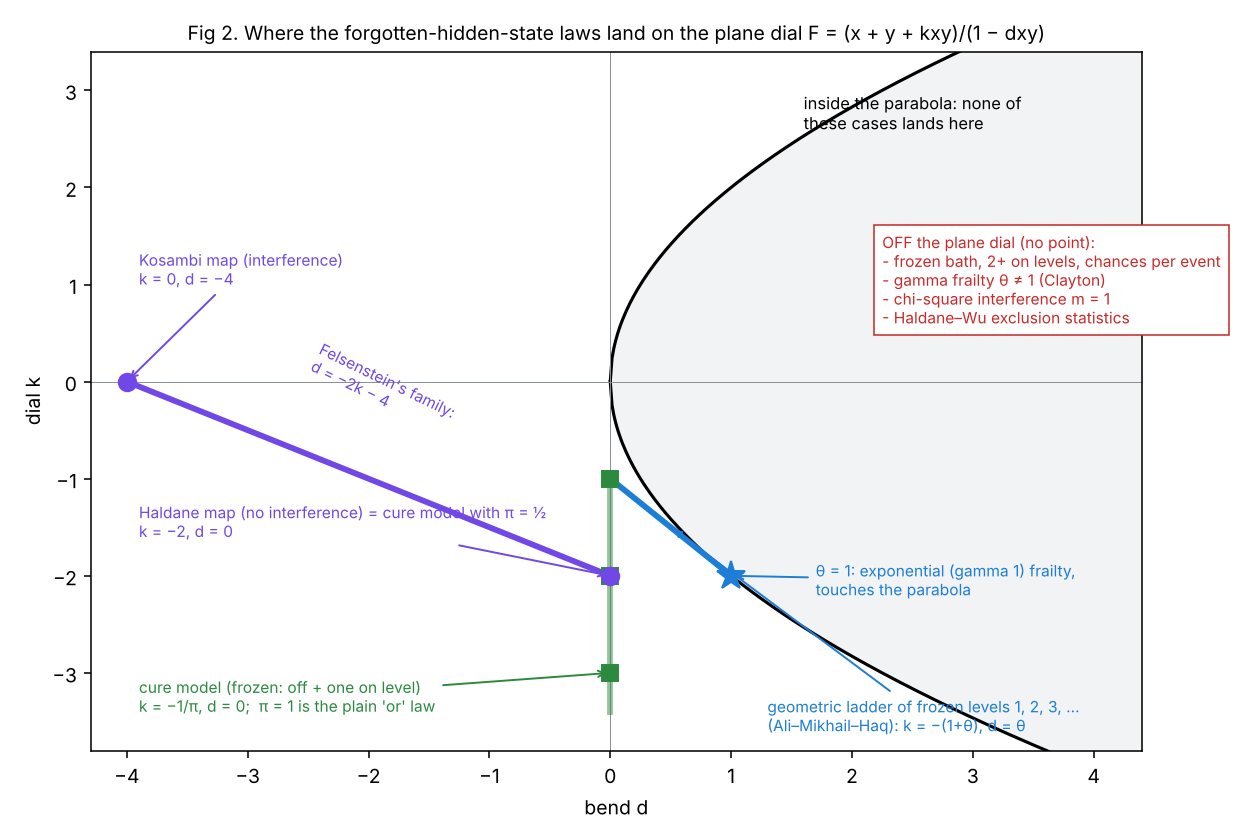 Fig 2. Where the forgotten-hidden-state laws land on the plane dial F = (x + y + kxy)/(1 − dxy)
3
2
1
0
−1
−2
−3
dial k
inside the parabola: none of
these cases lands here
OFF the plane dial (no point):
- frozen bath, 2+ on levels, chances per event
- gamma frailty θ ≠ 1 (Clayton)
- chi-square interference m = 1
- Haldane–Wu exclusion statistics
Kosambi map (interference)
k = 0, d = −4
Felsenstein's family:
d = −2k − 4
Haldane map (no interference) = cure model with π = ½
k = −2, d = 0
θ = 1: exponential (gamma 1) frailty,
touches the parabola
cure model (frozen: off + one on level)
k = −1/π, d = 0;  π = 1 is the plain 'or' law
geometric ladder of frozen levels 1, 2, 3, ...
(Ali–Mikhail–Haq): k = −(1+θ), d = θ
−4
−3
−2
−1
0
1
2
3
4
bend d